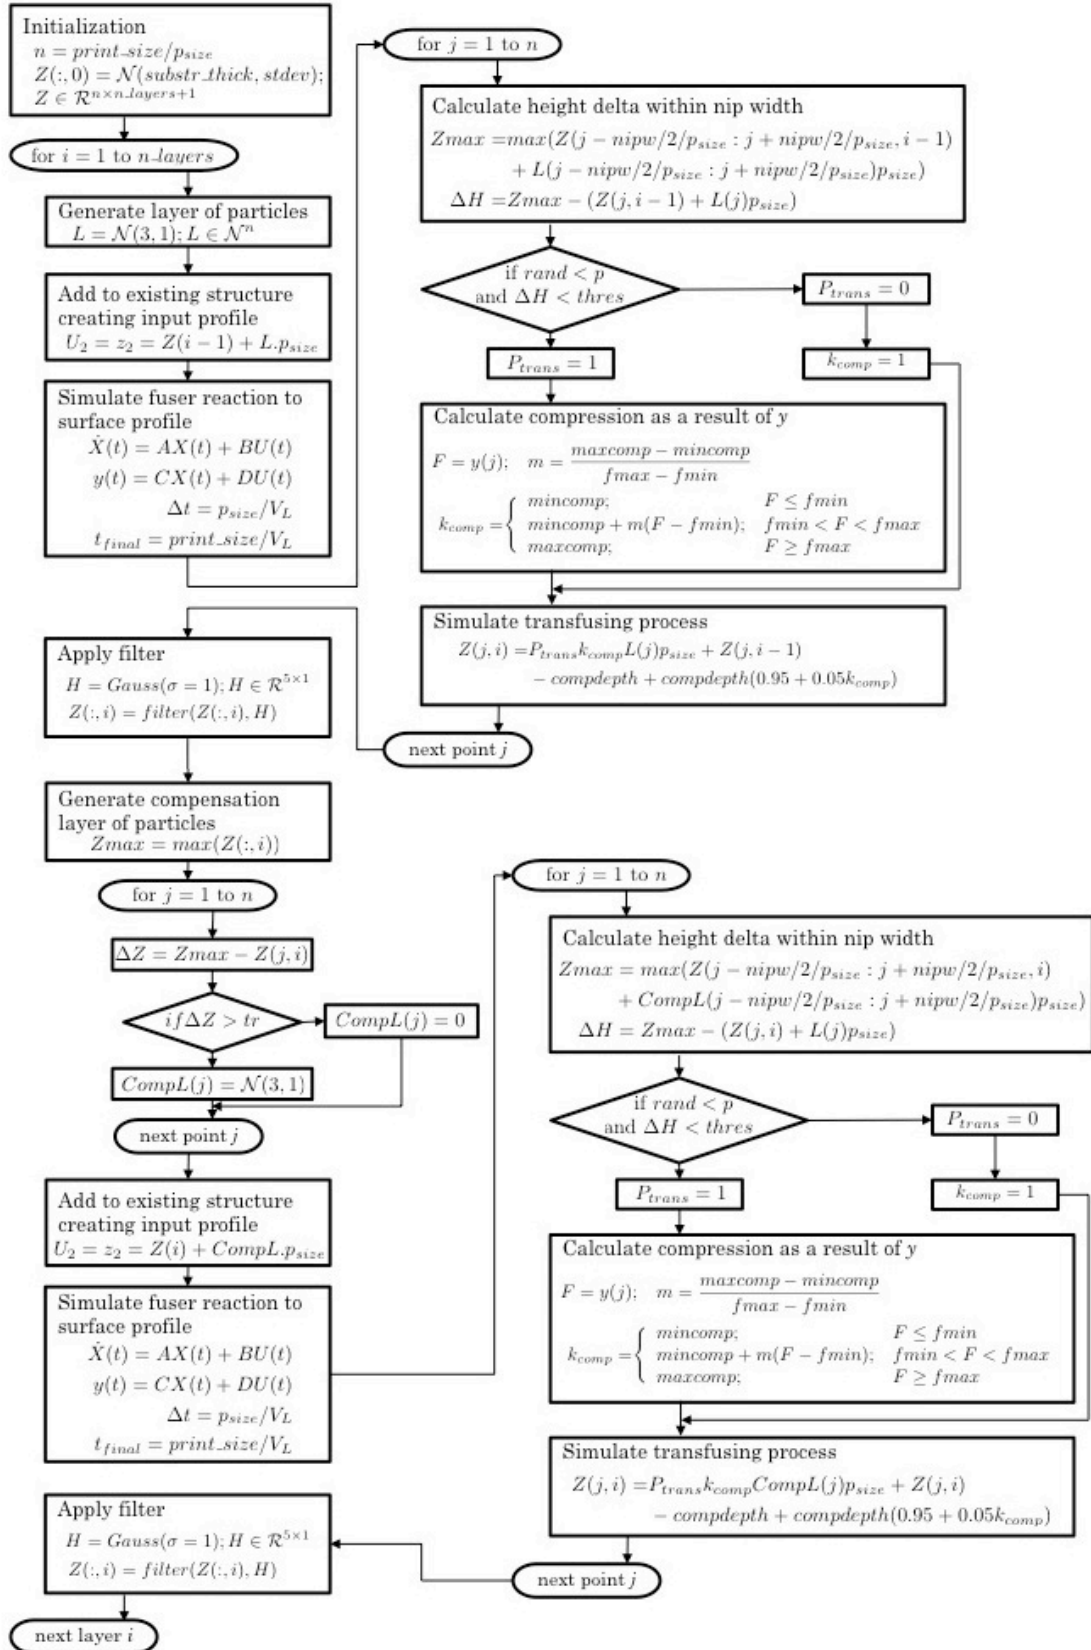 Initialization
n = print_size/p_size
Z(:, 0) = N(substr_thick, stdev);
Z ∈ R^{n×n_layers+1}
for i = 1 to n_layers
Generate layer of particles
L = N(3, 1); L ∈ N^n
Add to existing structure
creating input profile
U_2 = z_2 = Z(i − 1) + L.p_size
Simulate fuser reaction to
surface profile
Ẋ(t) = AX(t) + BU(t)
y(t) = CX(t) + DU(t)
Δt = p_size/V_L
t_final = print_size/V_L
for j = 1 to n
Calculate height delta within nip width
Zmax =max(Z(j − nipw/2/p_size : j + nipw/2/p_size, i − 1)
+ L(j − nipw/2/p_size : j + nipw/2/p_size)p_size)
ΔH =Zmax − (Z(j, i − 1) + L(j)p_size)
if rand < p
and ΔH < thres
P_trans = 0
k_comp = 1
P_trans = 1
Calculate compression as a result of y
F = y(j); m = (maxcomp − mincomp)/(fmax − fmin)
k_comp = { mincomp; F ≤ fmin
mincomp + m(F − fmin); fmin < F < fmax
maxcomp; F ≥ fmax
Simulate transfusing process
Z(j, i) =P_trans k_comp L(j)p_size + Z(j, i − 1)
− compdepth + compdepth(0.95 + 0.05k_comp)
next point j
Apply filter
H = Gauss(σ = 1); H ∈ R^{5×1}
Z(:, i) = filter(Z(:, i), H)
Generate compensation
layer of particles
Zmax = max(Z(:, i))
for j = 1 to n
ΔZ = Zmax − Z(j, i)
if ΔZ > tr
CompL(j) = 0
CompL(j) = N(3, 1)
next point j
Add to existing structure
creating input profile
U_2 = z_2 = Z(i) + CompL.p_size
Simulate fuser reaction to
surface profile
Ẋ(t) = AX(t) + BU(t)
y(t) = CX(t) + DU(t)
Δt = p_size/V_L
t_final = print_size/V_L
for j = 1 to n
Calculate height delta within nip width
Zmax = max(Z(j − nipw/2/p_size : j + nipw/2/p_size, i)
+ CompL(j − nipw/2/p_size : j + nipw/2/p_size)p_size)
ΔH = Zmax − (Z(j, i) + L(j)p_size)
if rand < p
and ΔH < thres
P_trans = 0
k_comp = 1
P_trans = 1
Calculate compression as a result of y
F = y(j); m = (maxcomp − mincomp)/(fmax − fmin)
k_comp = { mincomp; F ≤ fmin
mincomp + m(F − fmin); fmin < F < fmax
maxcomp; F ≥ fmax
Simulate transfusing process
Z(j, i) =P_trans k_comp CompL(j)p_size + Z(j, i)
− compdepth + compdepth(0.95 + 0.05k_comp)
next point j
Apply filter
H = Gauss(σ = 1); H ∈ R^{5×1}
Z(:, i) = filter(Z(:, i), H)
next layer i